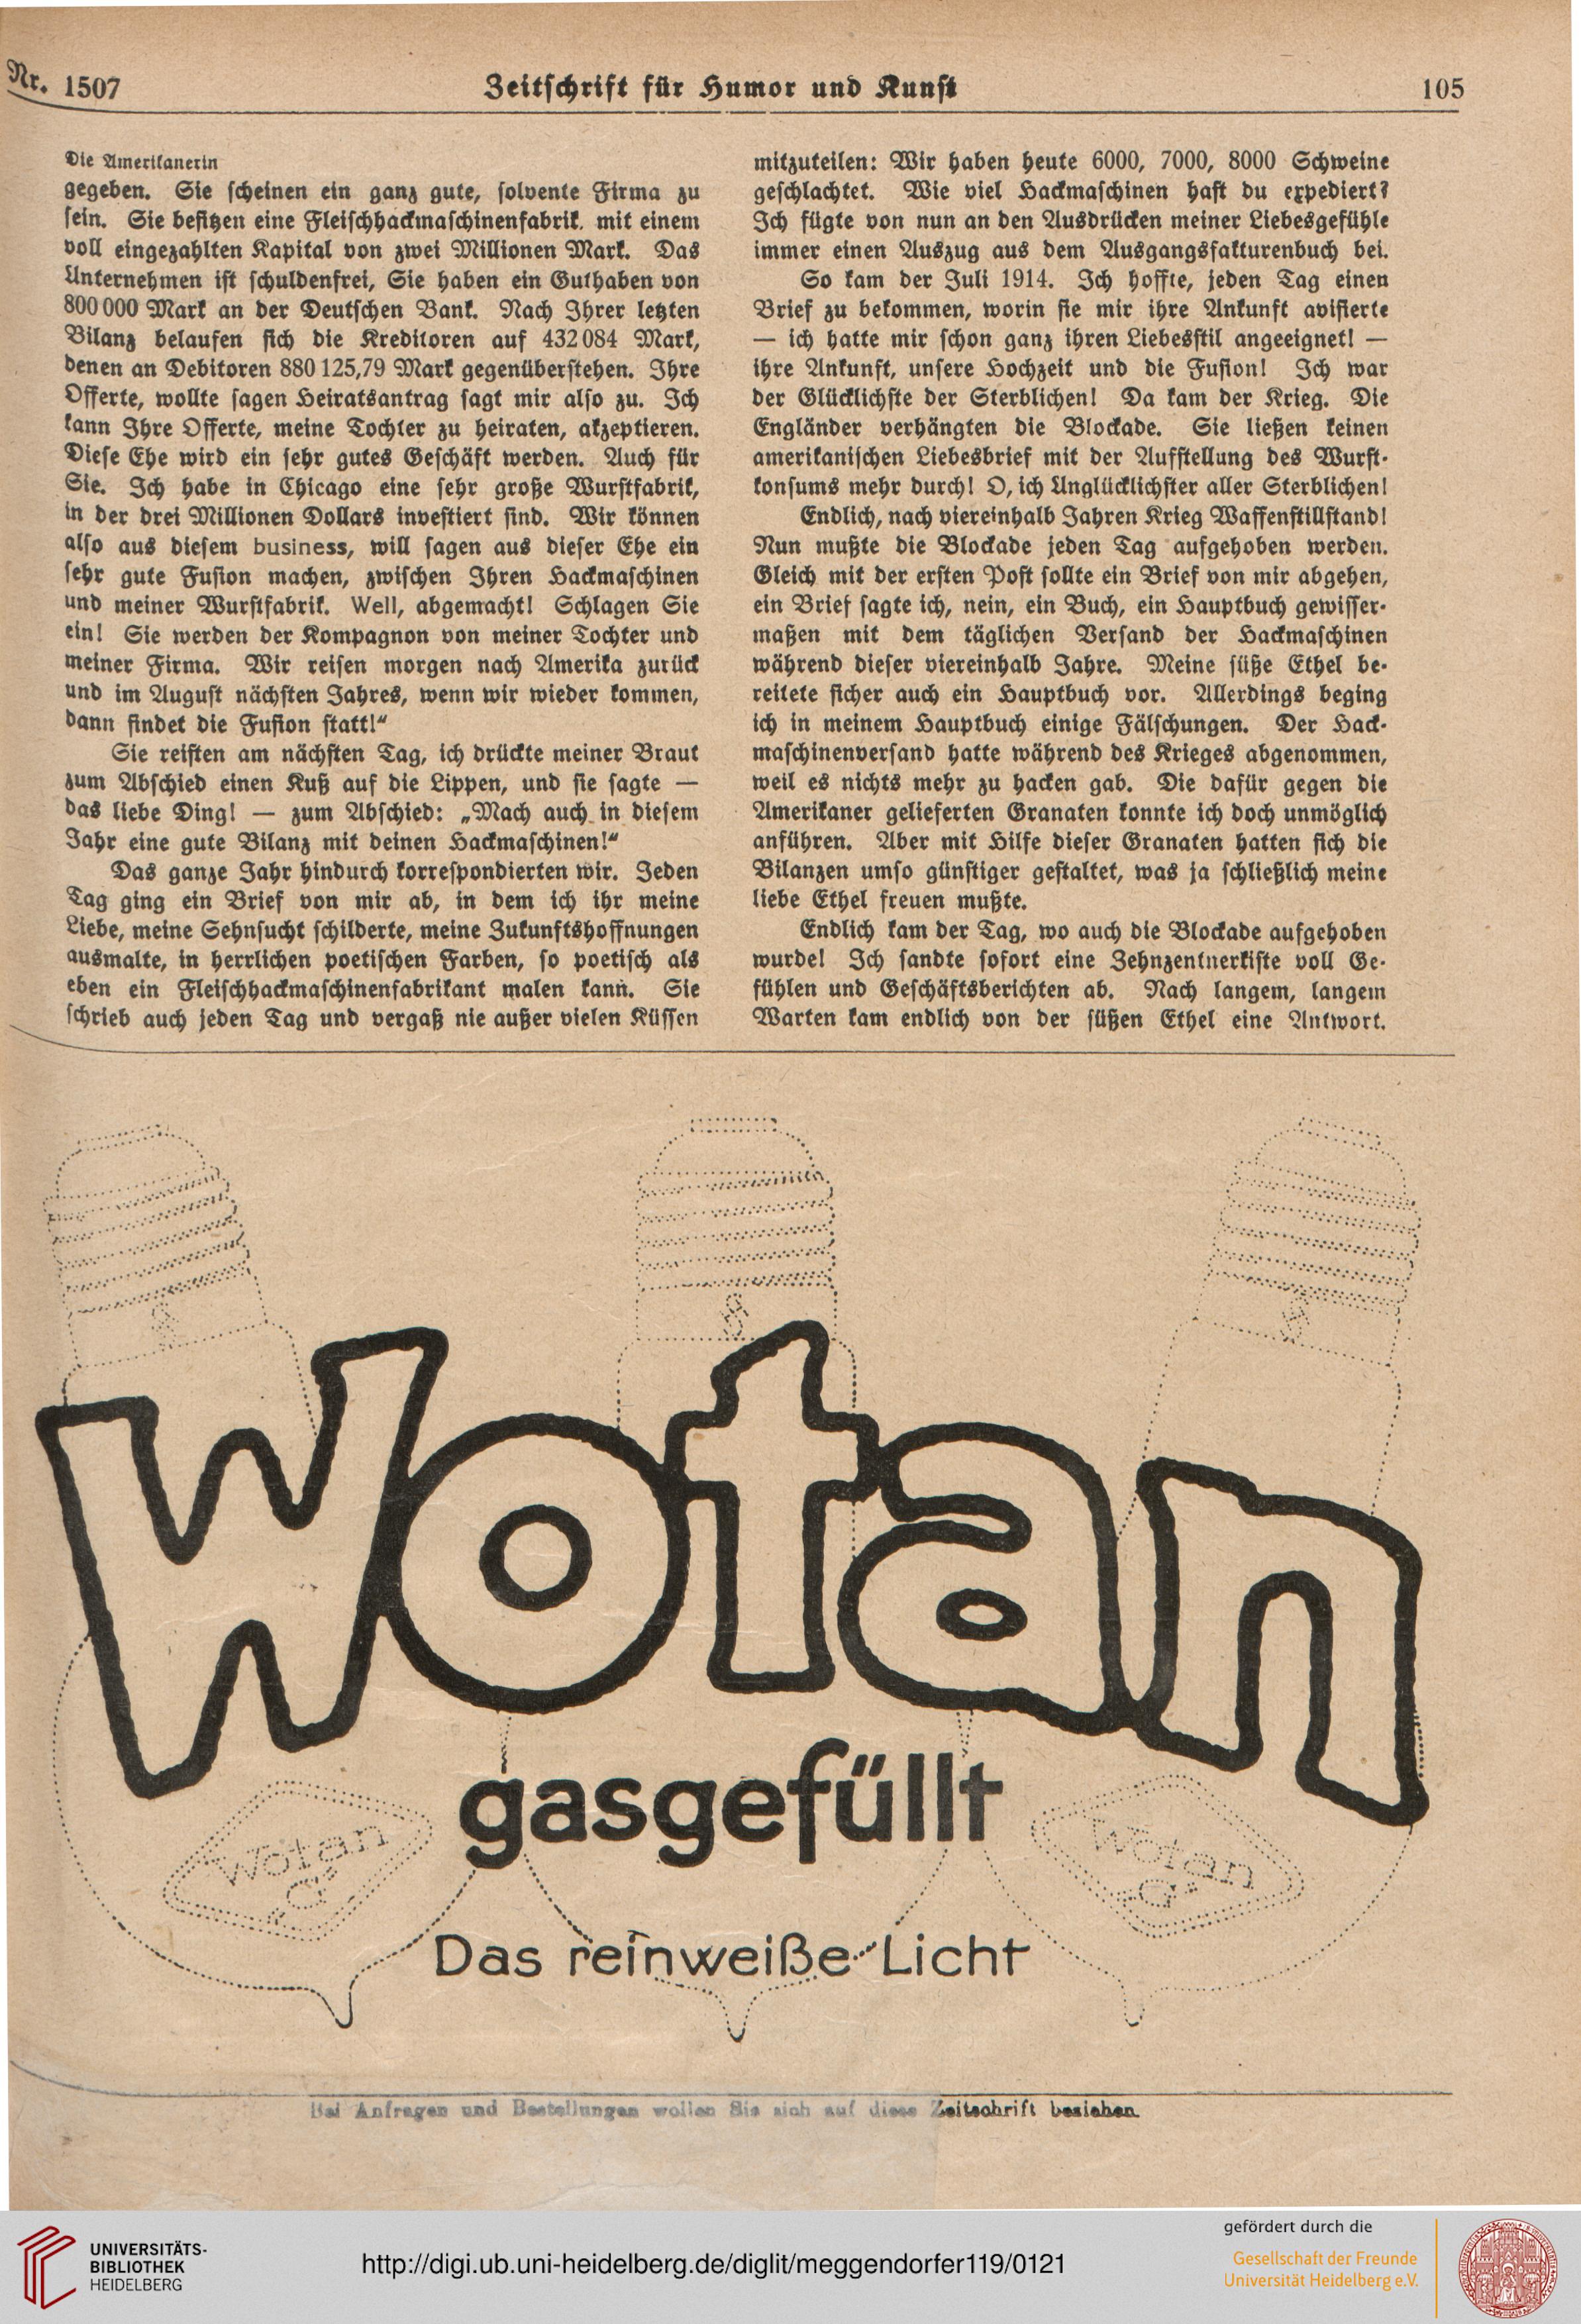 Nr. 1507
Zeitschrift für Humor und Kunst
105
Die Amerikanerin
gegeben. Sie scheinen ein ganz gute, solvente Firma zu
sein. Sie besitzen eine Fleischhackmaschinenfabrik, mit einem
voll eingezahlten Kapital von zwei Millionen Mark. Das
Unternehmen ist schuldenfrei, Sie haben ein Guthaben von
800 000 Mark an der Deutschen Bank. Nach Ihrer letzten
Bilanz belaufen sich die Kreditoren auf 432 084 Mark,
denen an Debitoren 880 125,79 Mark gegenüberstehen. Ihre
Offerte, wollte sagen Heiratsantrag sagt mir also zu. Ich
kann Ihre Offerte, meine Tochter zu heiraten, akzeptieren.
Diese Ehe wird ein sehr gutes Geschäft werden. Auch für
Sie. Ich habe in Chicago eine sehr große Wurstfabrik,
in der drei Millionen Dollars investiert sind. Wir können
also aus diesem business, will sagen aus dieser Ehe ein
sehr gute Fusion machen, zwischen Ihren Hackmaschinen
und meiner Wurstfabrik. Well, abgemacht! Schlagen Sie
ein! Sie werden der Kompagnon von meiner Tochter und
meiner Firma. Wir reisen morgen nach Amerika zurück
und im August nächsten Jahres, wenn wir wieder kommen,
dann findet die Fusion statt!“
Sie reisten am nächsten Tag, ich drückte meiner Braut
zum Abschied einen Kuß auf die Lippen, und sie sagte —
das liebe Ding! — zum Abschied: „Mach auch in diesem
Jahr eine gute Bilanz mit deinen Hackmaschinen!“
Das ganze Jahr hindurch korrespondierten wir. Jeden
Tag ging ein Brief von mir ab, in dem ich ihr meine
Liebe, meine Sehnsucht schilderte, meine Zukunftshoffnungen
ausmalte, in herrlichen poetischen Farben, so poetisch als
eben ein Fleischhackmaschinenfabrikant malen kann. Sie
schrieb auch jeden Tag und vergaß nie außer vielen Küssen
mitzuteilen: Wir haben heute 6000, 7000, 8000 Schweine
geschlachtet. Wie viel Hackmaschinen hast du expediert?
Ich fügte von nun an den Ausdrücken meiner Liebesgefühle
immer einen Auszug aus dem Ausgangsfakturenbuch bei.
So kam der Juli 1914. Ich hoffte, jeden Tag einen
Brief zu bekommen, worin sie mir ihre Ankunft avisierte
— ich hatte mir schon ganz ihren Liebesstil angeeignet! —
ihre Ankunft, unsere Hochzeit und die Fusion! Ich war
der Glücklichste der Sterblichen! Da kam der Krieg. Die
Engländer verhängten die Blockade. Sie ließen keinen
amerikanischen Liebesbrief mit der Aufstellung des Wurst-
konsums mehr durch! O, ich Unglücklichster aller Sterblichen!
Endlich, nach viereinhalb Jahren Krieg Waffenstillstand!
Nun mußte die Blockade jeden Tag aufgehoben werden.
Gleich mit der ersten Post sollte ein Brief von mir abgehen,
ein Brief sagte ich, nein, ein Buch, ein Hauptbuch gewisser-
maßen mit dem täglichen Versand der Hackmaschinen
während dieser viereinhalb Jahre. Meine süße Ethel be-
reitete sicher auch ein Hauptbuch vor. Allerdings beging
ich in meinem Hauptbuch einige Fälschungen. Der Hack-
maschinenversand hatte während des Krieges abgenommen,
weil es nichts mehr zu hacken gab. Die dafür gegen die
Amerikaner gelieferten Granaten konnte ich doch unmöglich
anführen. Aber mit Hilfe dieser Granaten hatten sich die
Bilanzen umso günstiger gestaltet, was ja schließlich meine
liebe Ethel freuen mußte.
Endlich kam der Tag, wo auch die Blockade aufgehoben
wurde! Ich sandte sofort eine Zehnzentnerkiste voll Ge-
fühlen und Geschäftsberichten ab. Nach langem, langem
Warten kam endlich von der süßen Ethel eine Antwort.
Wotan
gasgefüllt
Wotan
"G"
Wotan
"G"
Das reinweiße Licht
Bei Anfragen und Bestellungen wollen Sie sich auf diese Zeitschrift beziehen.
UNIVERSITÄTS-
BIBLIOTHEK
HEIDELBERG
http://digi.ub.uni-heidelberg.de/diglit/meggendorfer119/0121
gefördert durch die
Gesellschaft der Freunde
Universität Heidelberg e.V.